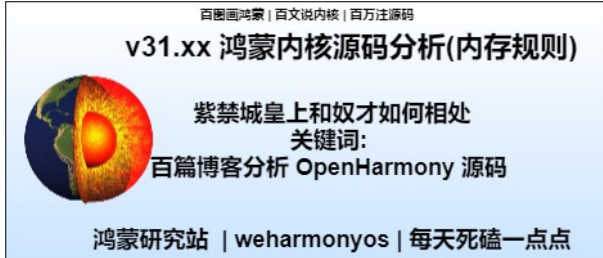 百图画鸿蒙 | 百文说内核 | 百万注源码
v31.xx 鸿蒙内核源码分析(内存规则)
紫禁城皇上和奴才如何相处
关键词:
百篇博客分析 OpenHarmony 源码
鸿蒙研究站 | weharmonyos | 每天死磕一点点